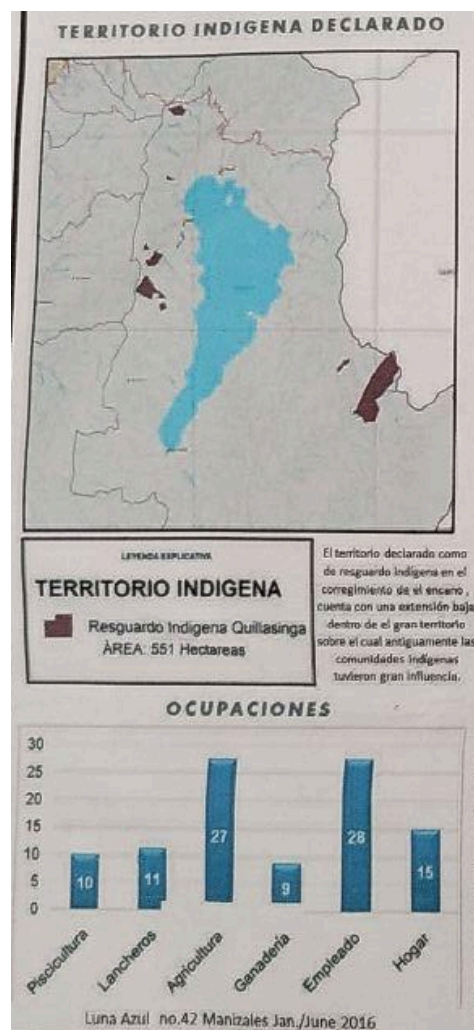 TERRITORIO INDIGENA DECLARADO
LEYENDA EXPLICATIVA
TERRITORIO INDIGENA
Resguardo Indigena Quillasinga
ÀREA: 551 Hectareas
El territorio declarado como
de resguardo indígena en el
corregimiento de el encano ,
cuenta con una extensión baja
dentro de el gran territorio
sobre el cual antiguamente las
comunidades indígenas
tuvieron gran influencia.
OCUPACIONES
30
25
20
15
10
5
0
10
11
27
9
28
15
Piscicultura
Lancheros
Agricultura
Ganadería
Empleado
Hogar
Luna Azul no.42 Manizales Jan./June 2016